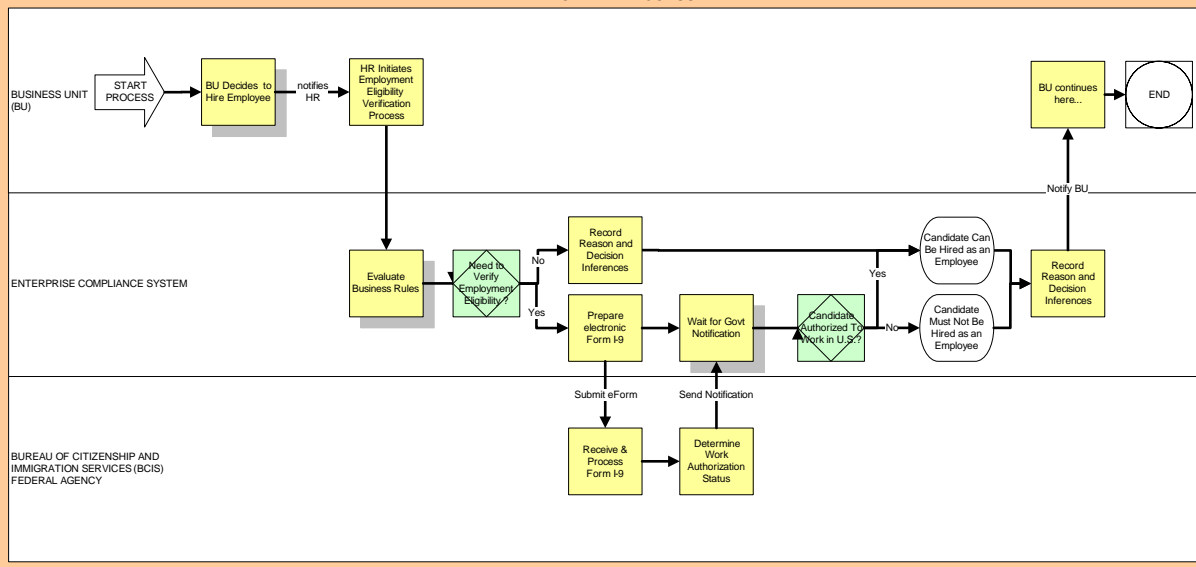 BUSINESS UNIT
(BU)
START
PROCESS
BU Decides to
Hire Employee
notifies
HR
HR Initiates
Employment
Eligibility
Verification
Process
BU continues
here...
END
Notify BU
ENTERPRISE COMPLIANCE SYSTEM
Evaluate
Business Rules
Need to
Verify
Employment
Eligibility ?
No
Yes
Record
Reason and
Decision
Inferences
Prepare
electronic
Form I-9
Wait for Govt
Notification
Candidate
Authorized To
Work in U.S.?
Yes
No
Candidate Can
Be Hired as an
Employee
Candidate
Must Not Be
Hired as an
Employee
Record
Reason and
Decision
Inferences
Submit eForm
Send Notification
BUREAU OF CITIZENSHIP AND
IMMIGRATION SERVICES (BCIS)
FEDERAL AGENCY
Receive &
Process
Form I-9
Determine
Work
Authorization
Status